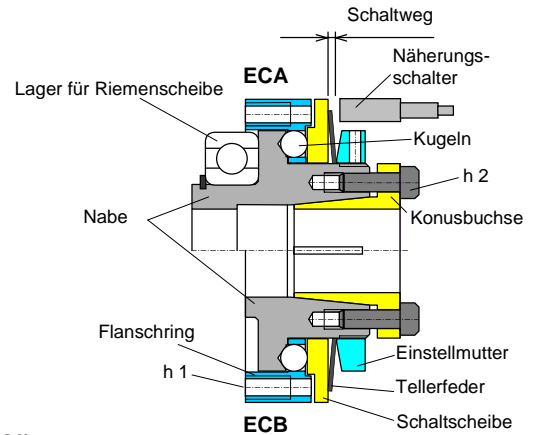 Schaltweg
ECA
Näherungs-
schalter
Lager für Riemenscheibe
Kugeln
h 2
Nabe
Konusbuchse
Flanschring
Einstellmutter
h 1
Tellerfeder
ECB
Schaltscheibe